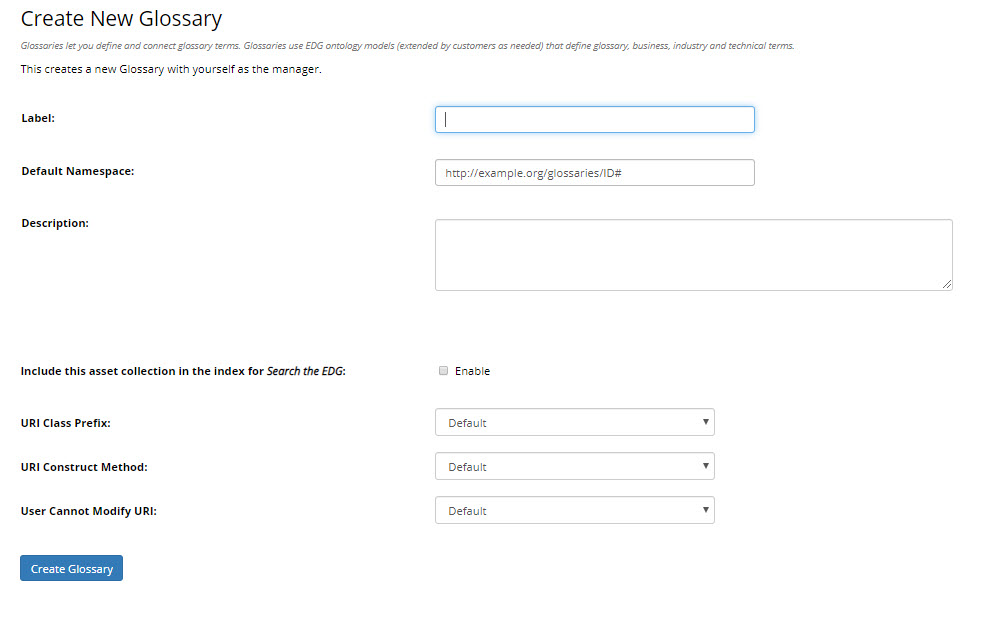 Create New Glossary
Glossaries let you define and connect glossary terms. Glossaries use EDG ontology models (extended by customers as needed) that define glossary, business, industry and technical terms.
This creates a new Glossary with yourself as the manager.
Label:
Default Namespace: http://example.org/glossaries/ID#
Description:
Include this asset collection in the index for Search the EDG: Enable
URI Class Prefix: Default
URI Construct Method: Default
User Cannot Modify URI: Default
Create Glossary